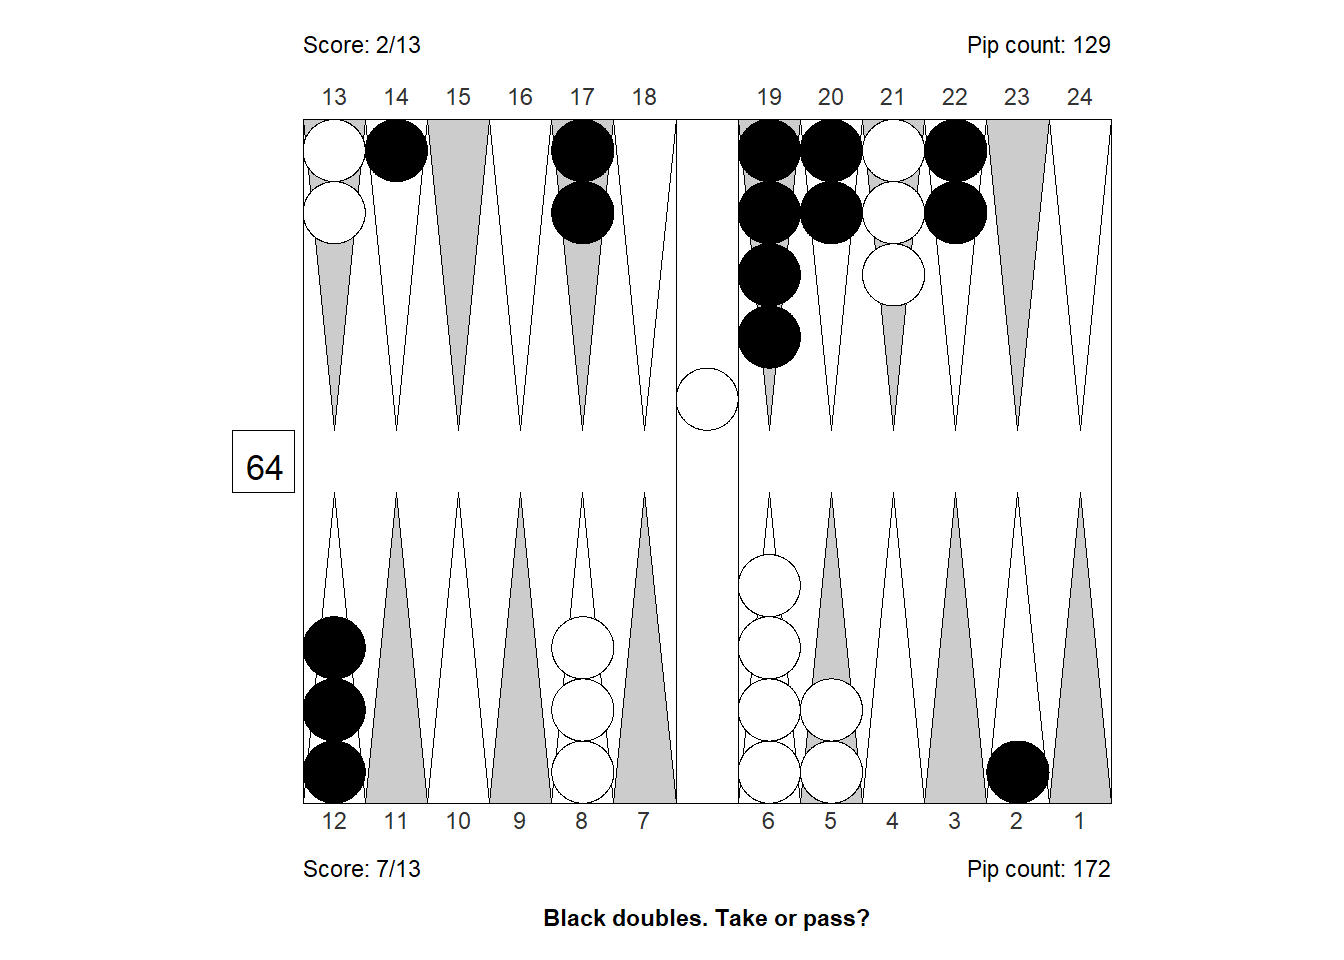 Score: 2/13 Pip count: 129
13 14 15 16 17 18 19 20 21 22 23 24
64
12 11 10 9 8 7 6 5 4 3 2 1
Score: 7/13 Pip count: 172
Black doubles. Take or pass?